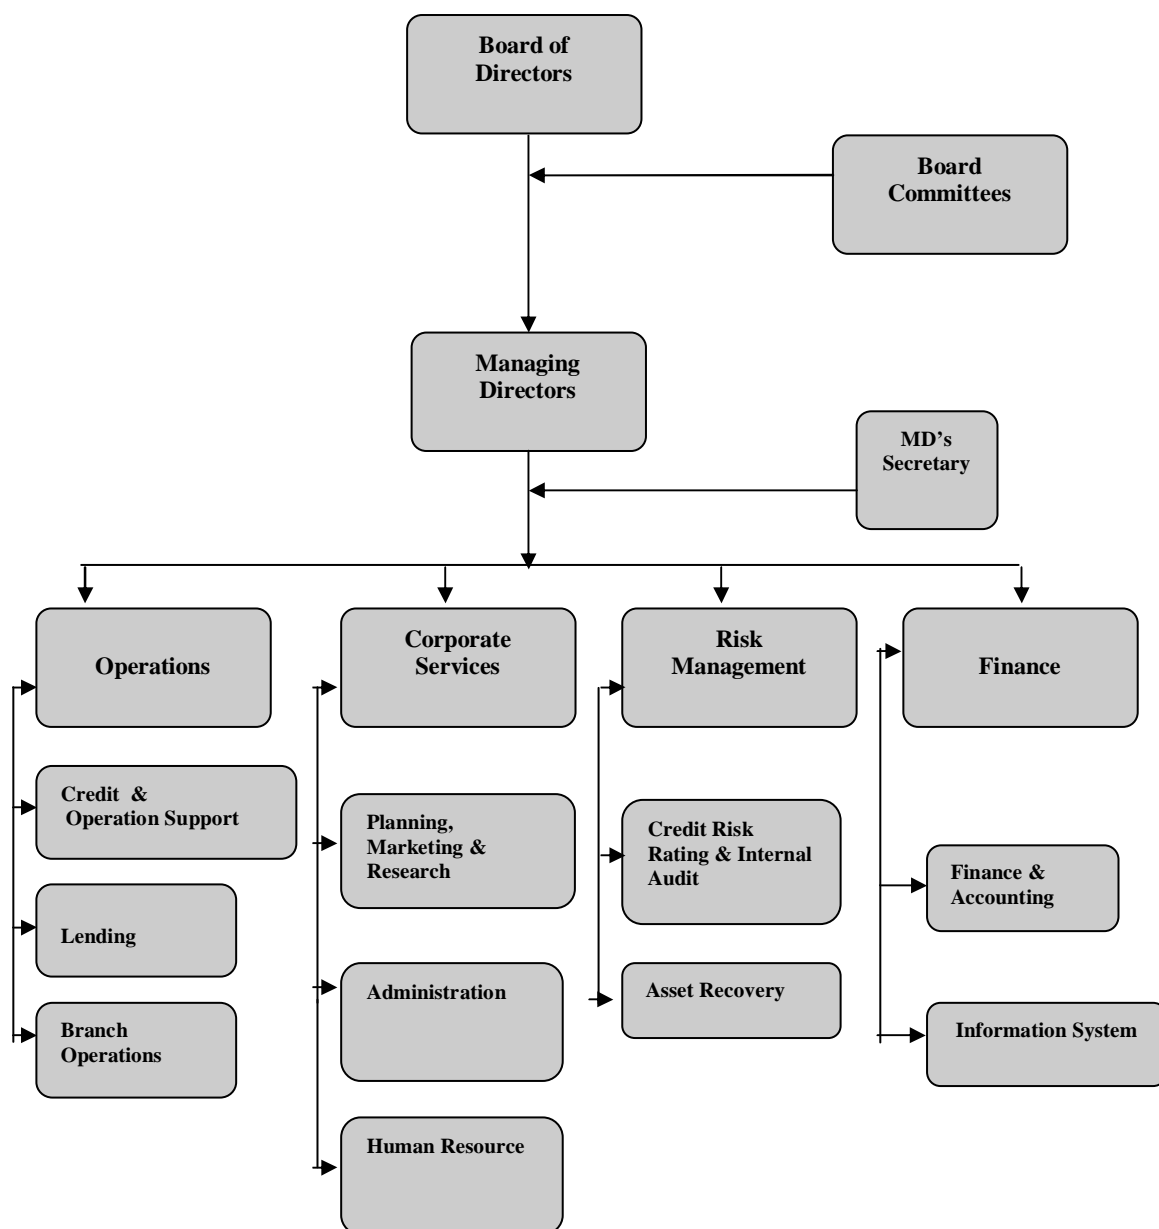 Board of
Directors
Board
Committees
Managing
Directors
MD’s
Secretary
Operations
Corporate
Services
Risk
Management
Finance
Credit &
Operation Support
Planning,
Marketing &
Research
Credit Risk
Rating & Internal
Audit
Finance &
Accounting
Lending
Administration
Asset Recovery
Branch
Operations
Information System
Human Resource